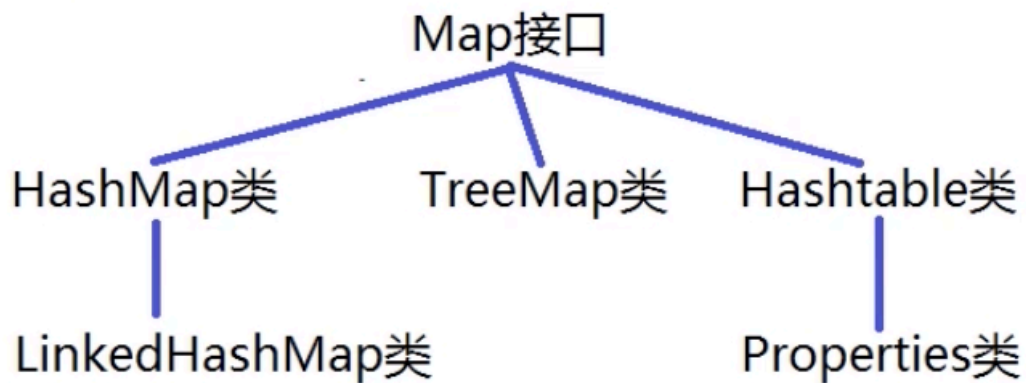 Map接口
HashMap类 TreeMap类 Hashtable类
LinkedHashMap类 Properties类